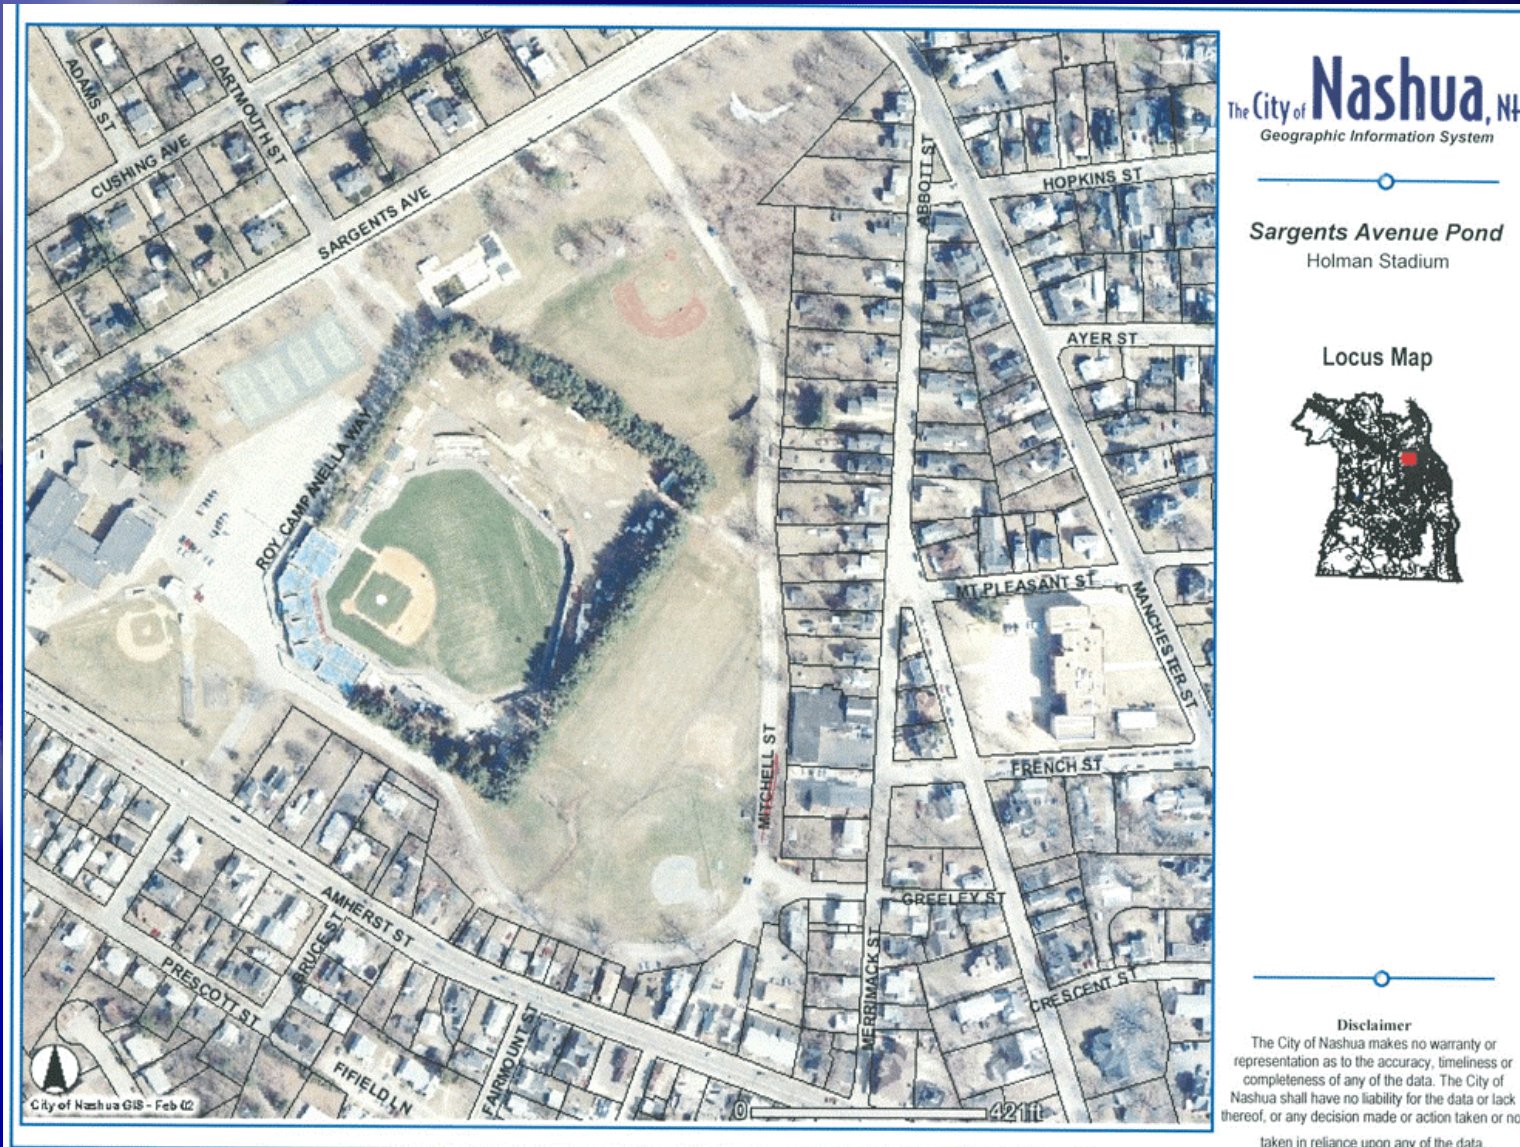 ADAMS ST
DARTMOUTH ST
CUSHING AVE
SARGENTS AVE
ABBOTT ST
HOPKINS ST
AYER ST
ROY CAMPANELLA WAY
MT PLEASANT ST
MANCHESTER ST
MITCHELL ST
FRENCH ST
GREELEY ST
AMHERST ST
BRUCE ST
PRESCOTT ST
MERRIMACK ST
CRESCENT ST
FAIRMOUNT ST
FIFIELD LN
City of Nashua GIS - Feb 02
0 421ft
The City of Nashua, NH
Geographic Information System
Sargents Avenue Pond
Holman Stadium
Locus Map
Disclaimer
The City of Nashua makes no warranty or
representation as to the accuracy, timeliness or
completeness of any of the data. The City of
Nashua shall have no liability for the data or lack
thereof, or any decision made or action taken or no
taken in reliance upon any of the data.